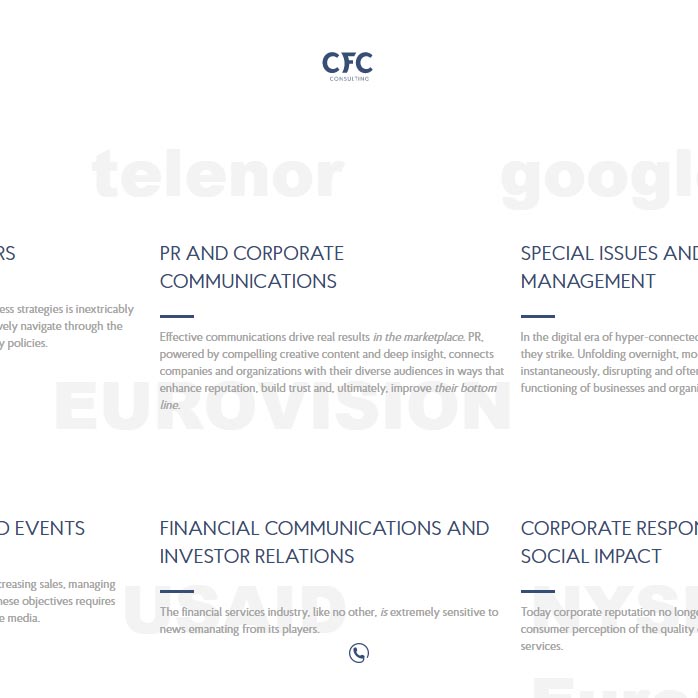 CFC
CONSULTING
telenor
RS
ess strategies is inextricably
vely navigate through the
y policies.
PR AND CORPORATE
COMMUNICATIONS
Effective communications drive real results in the marketplace. PR,
powered by compelling creative content and deep insight, connects
companies and organizations with their diverse audiences in ways that
enhance reputation, build trust and, ultimately, improve their bottom
line.
SPECIAL ISSUES AND
MANAGEMENT
In the digital era of hyper-connected
they strike. Unfolding overnight, mo
instantaneously, disrupting and ofte
functioning of businesses and organi
EUROVISION
D EVENTS
creasing sales, managing
hese objectives requires
e media.
FINANCIAL COMMUNICATIONS AND
INVESTOR RELATIONS
The financial services industry, like no other, is extremely sensitive to
news emanating from its players.
CORPORATE RESPON
SOCIAL IMPACT
Today corporate reputation no longe
consumer perception of the quality
services.
USAID